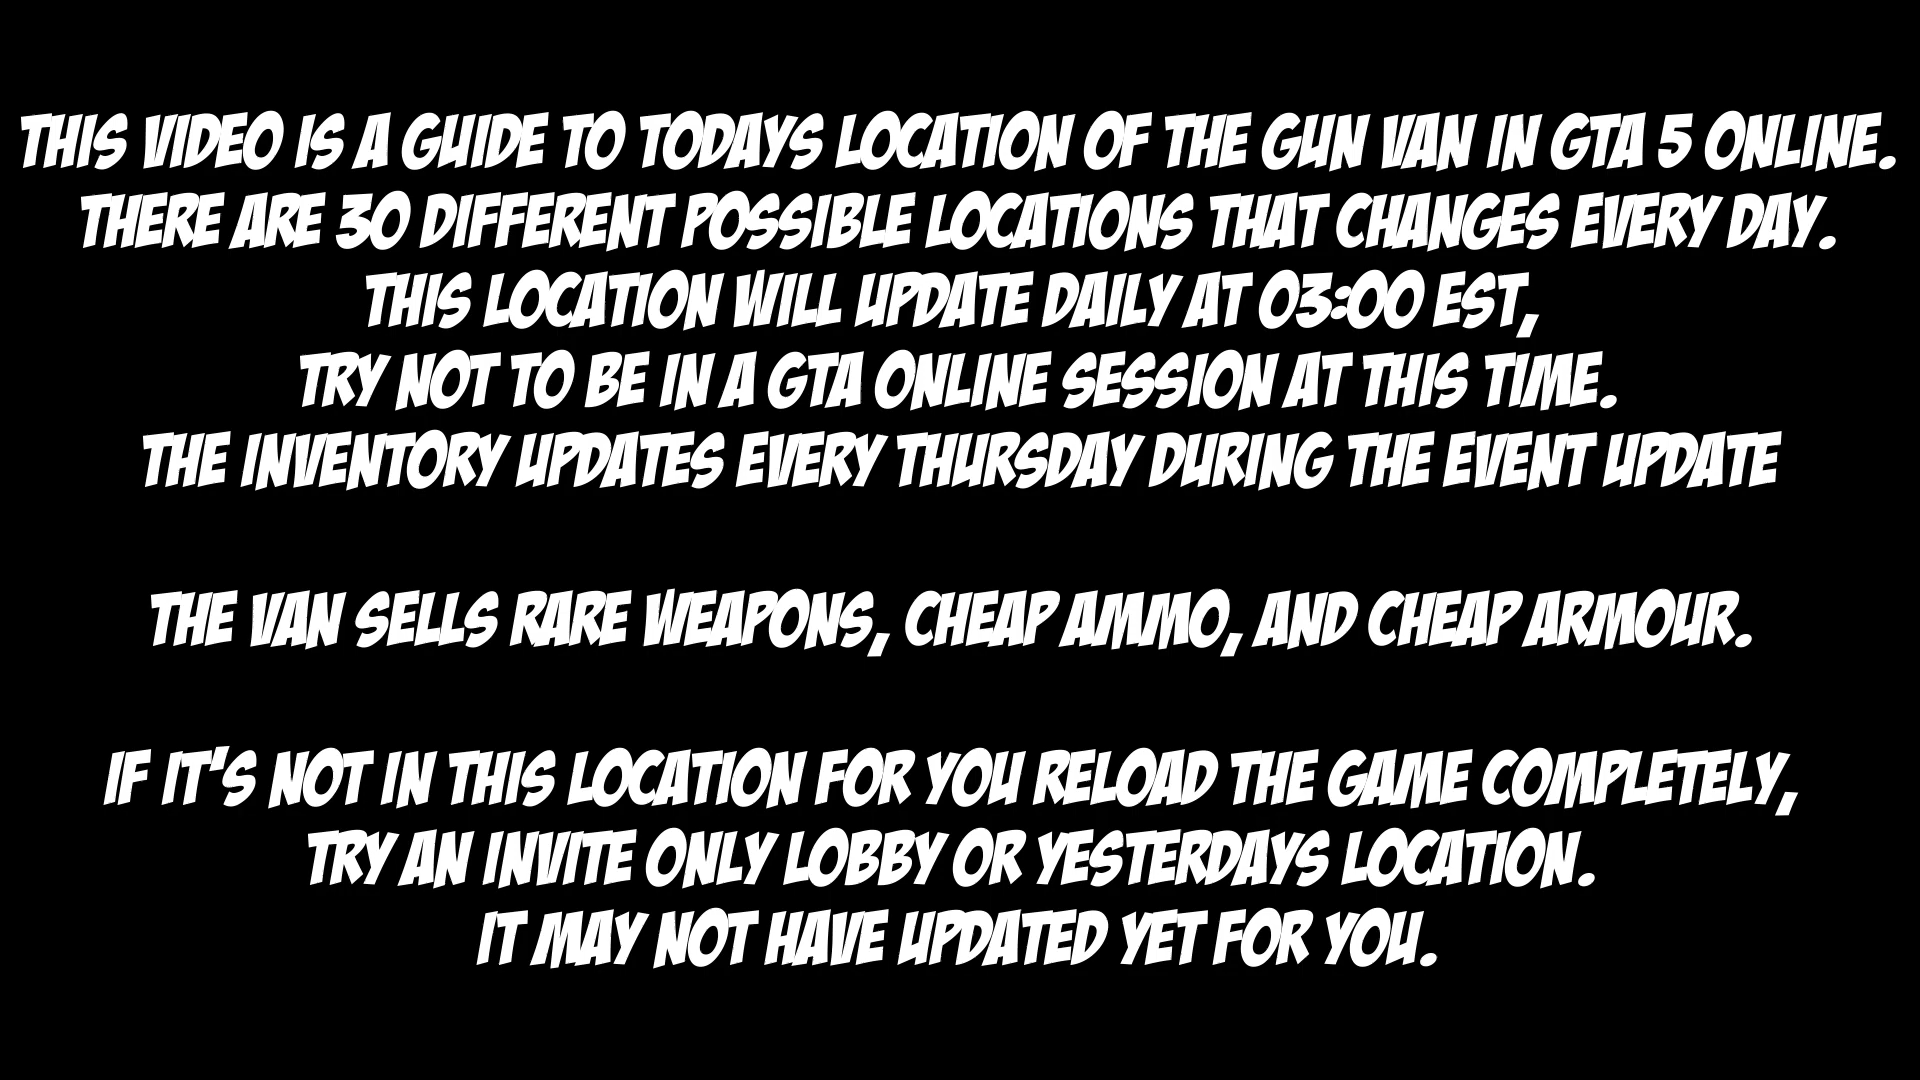 THIS VIDEO IS A GUIDE TO TODAYS LOCATION OF THE GUN VAN IN GTA 5 ONLINE.
THERE ARE 30 DIFFERENT POSSIBLE LOCATIONS THAT CHANGES EVERY DAY.
THIS LOCATION WILL UPDATE DAILY AT 03:00 EST,
TRY NOT TO BE IN A GTA ONLINE SESSION AT THIS TIME.
THE INVENTORY UPDATES EVERY THURSDAY DURING THE EVENT UPDATE
THE VAN SELLS RARE WEAPONS, CHEAP AMMO, AND CHEAP ARMOUR.
IF IT'S NOT IN THIS LOCATION FOR YOU RELOAD THE GAME COMPLETELY,
TRY AN INVITE ONLY LOBBY OR YESTERDAYS LOCATION.
IT MAY NOT HAVE UPDATED YET FOR YOU.